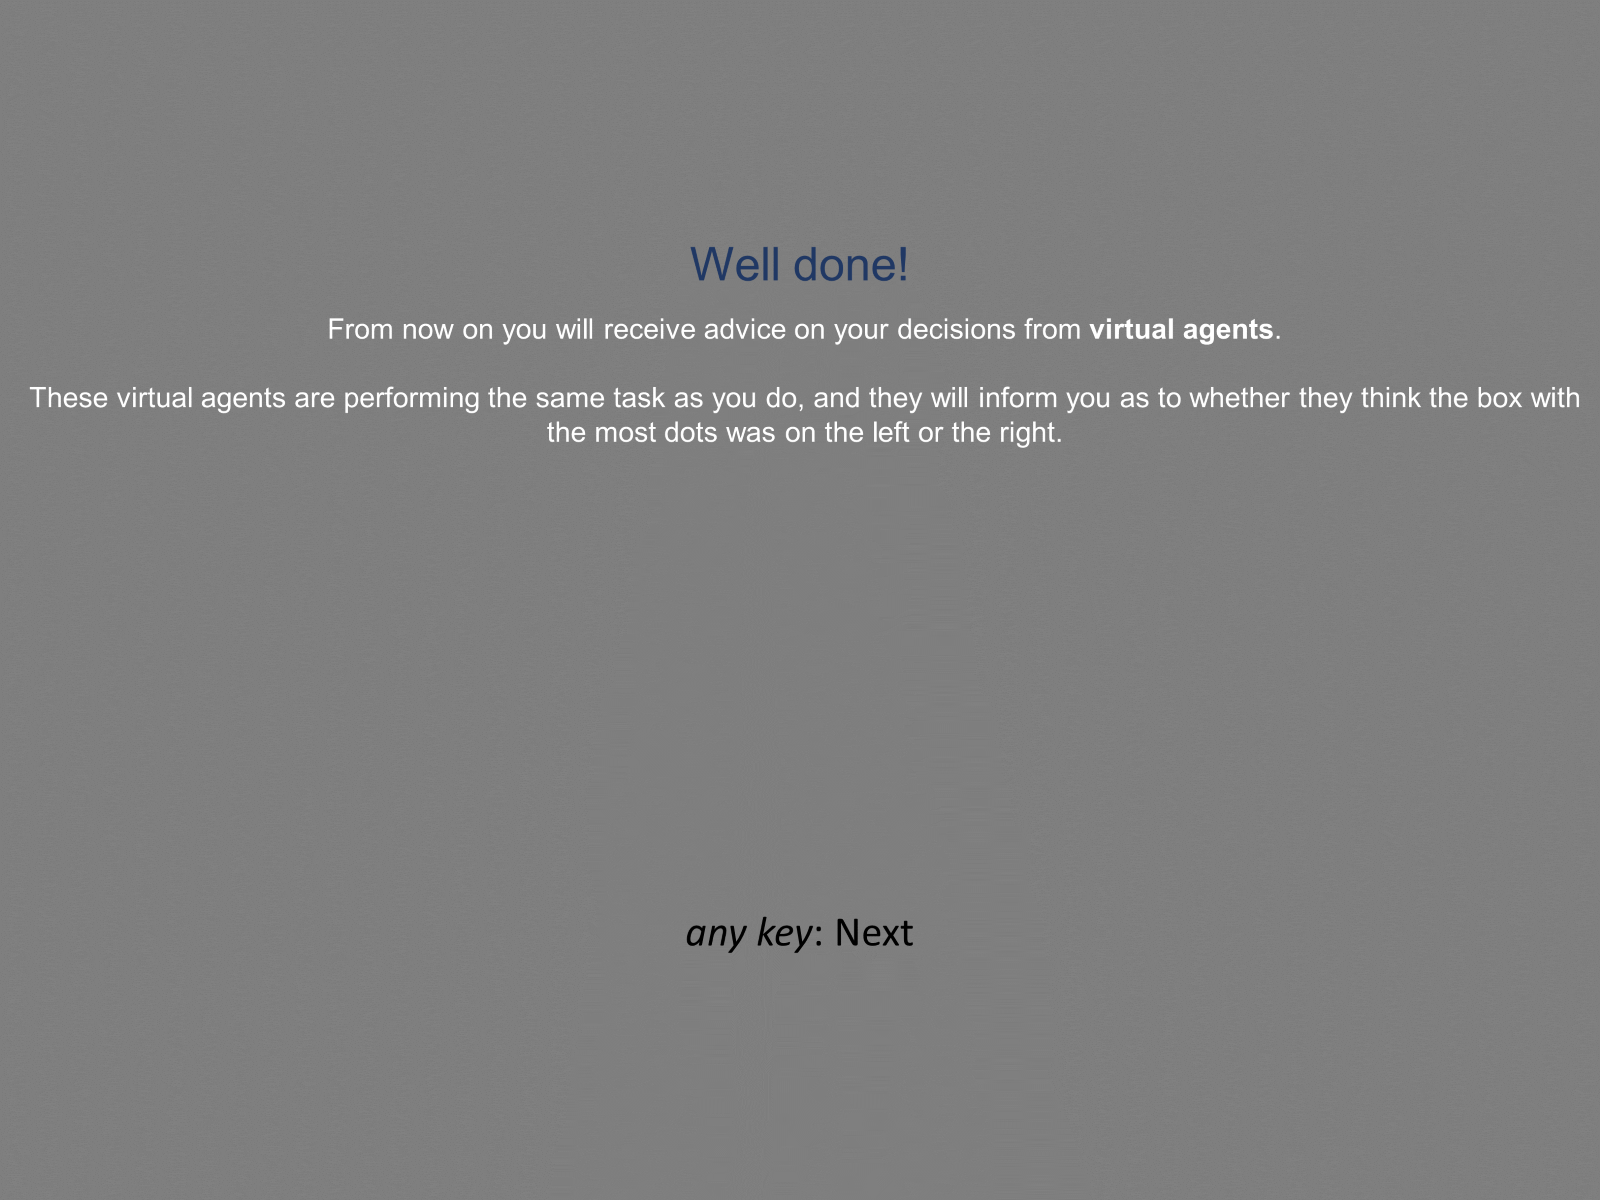 Well done!
From now on you will receive advice on your decisions from virtual agents.
These virtual agents are performing the same task as you do, and they will inform you as to whether they think the box with
the most dots was on the left or the right.
any key: Next